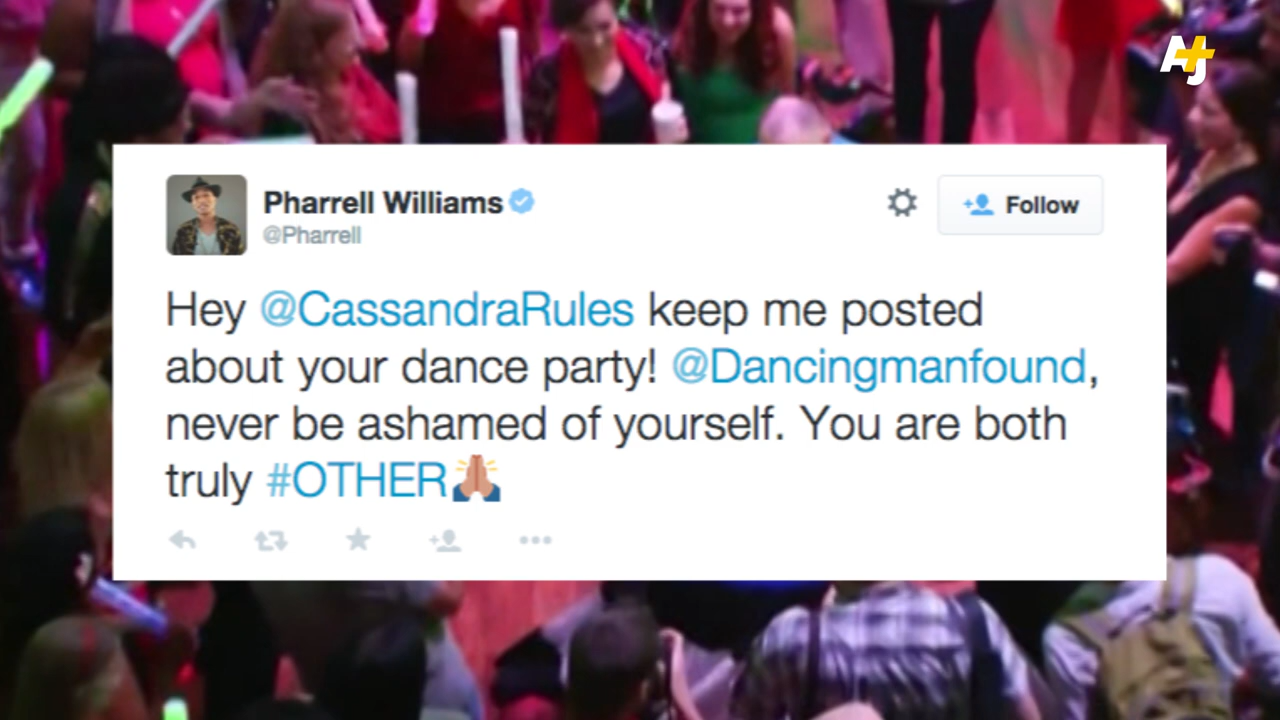 AJ+
Pharrell Williams
@Pharrell
Follow
Hey @CassandraRules keep me posted
about your dance party! @Dancingmanfound,
never be ashamed of yourself. You are both
truly #OTHER🙏